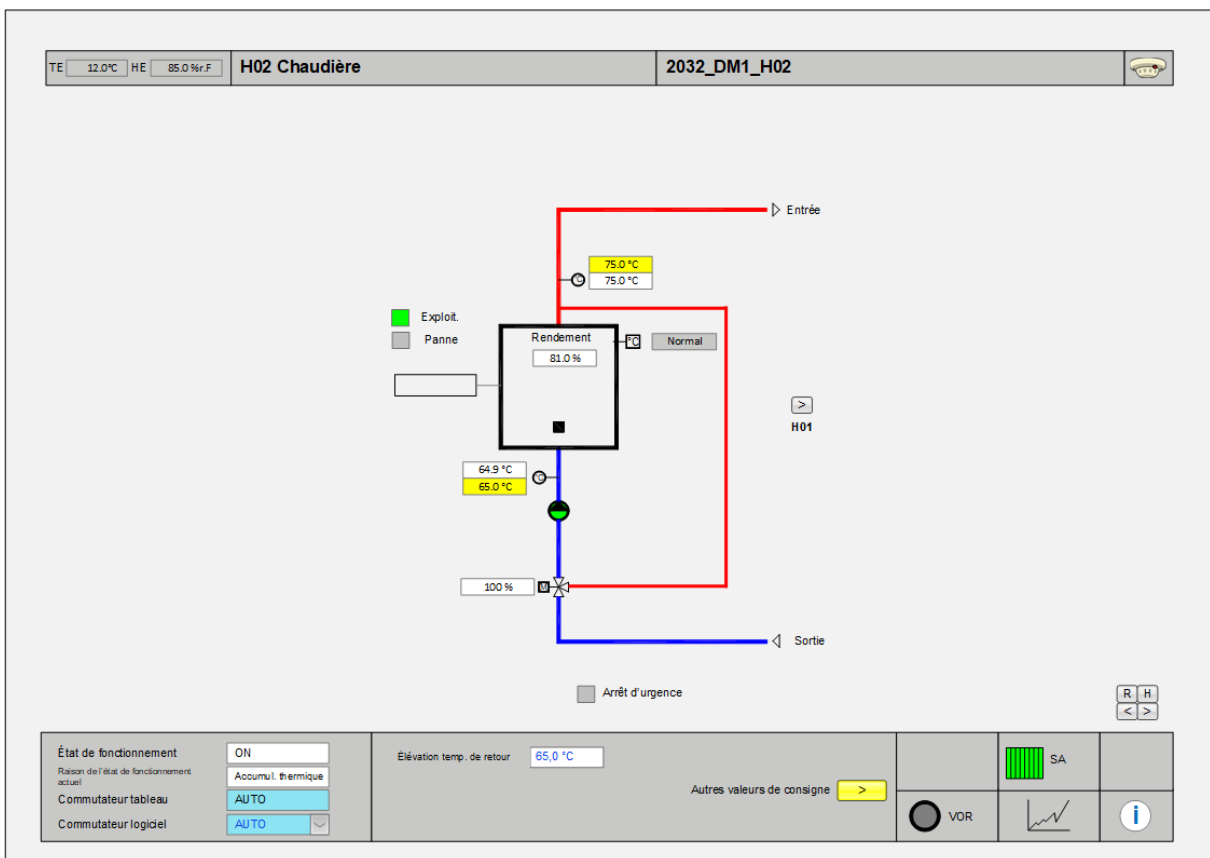 TE 12.0°C HE 85.0 %r.F H02 Chaudière 2032_DM1_H02
Entrée
75.0 °C
75.0 °C
Exploit.
Panne
Rendement
81.0 %
°C
Normal
>
H01
64.9 °C
65.0 °C
°C
100 %
M
Sortie
Arrêt d'urgence
R H
< >
État de fonctionnement ON
Raison de l'état de fonctionnement actuel Accumul. thermique
Commutateur tableau AUTO
Commutateur logiciel AUTO
Élévation temp. de retour 65,0 °C
Autres valeurs de consigne >
SA
VOR
i